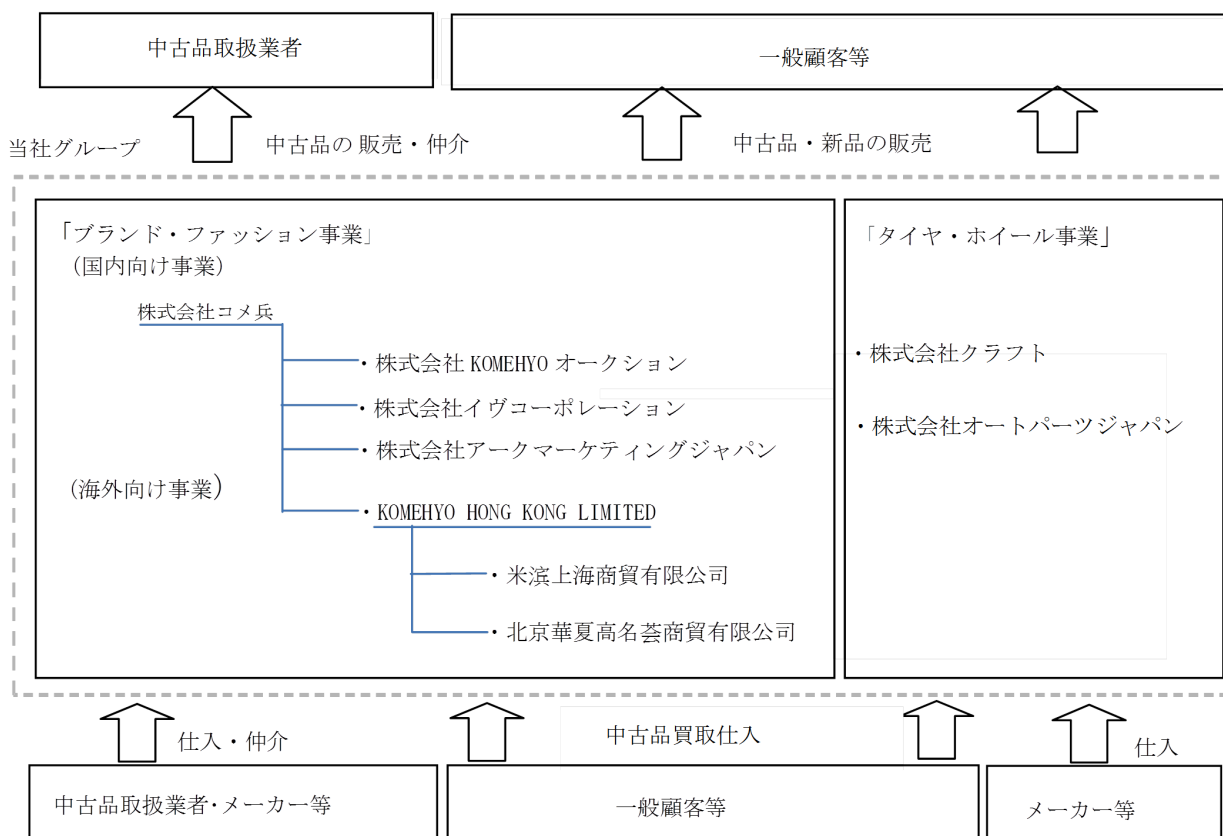 中古品取扱業者
一般顧客等
当社グループ
中古品の 販売・仲介
中古品・新品の販売
「ブランド・ファッション事業」
(国内向け事業)
株式会社コメ兵
・株式会社 KOMEHYO オークション
・株式会社イヴコーポレーション
・株式会社アークマーケティングジャパン
(海外向け事業)
・KOMEHYO HONG KONG LIMITED
・米濱上海商貿有限公司
・北京華夏高名荟商貿有限公司
「タイヤ・ホイール事業」
・株式会社クラフト
・株式会社オートパーツジャパン
仕入・仲介
中古品買取仕入
仕入
中古品取扱業者・メーカー等
一般顧客等
メーカー等